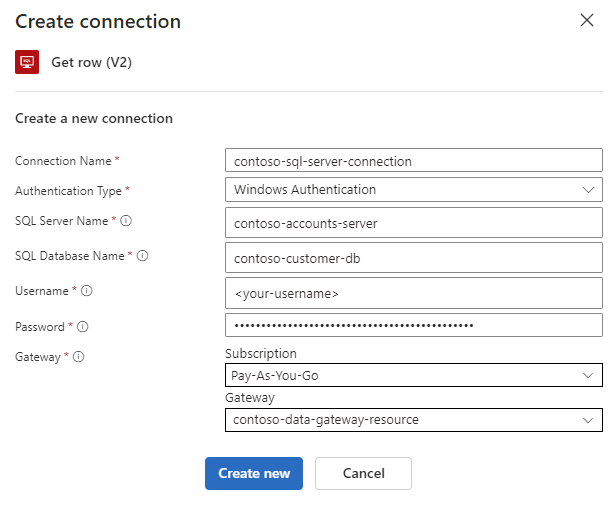 Create connection
Get row (V2)
Create a new connection
Connection Name * contoso-sql-server-connection
Authentication Type * Windows Authentication
SQL Server Name * contoso-accounts-server
SQL Database Name * contoso-customer-db
Username * <your-username>
Password * ••••••••••••••••••••••••••••••••••••••••••••••
Gateway * Subscription
Pay-As-You-Go
Gateway
contoso-data-gateway-resource
Create new Cancel